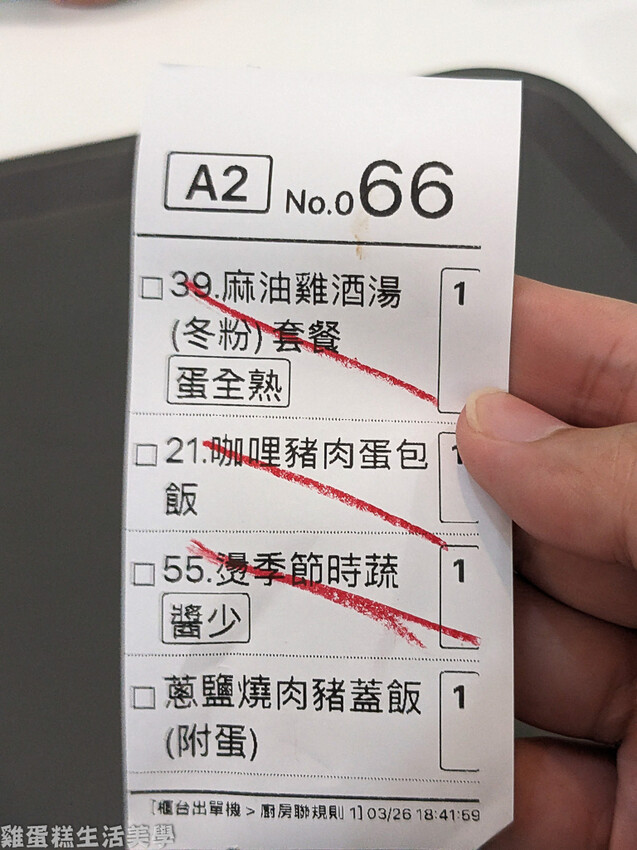 A2 No.066
39.麻油雞酒湯 1
(冬粉)套餐
蛋全熟
21.咖哩豬肉蛋包 1
飯
55.燙季節時蔬 1
醬少
蔥鹽燒肉豬蓋飯 1
(附蛋)
[櫃台出單機 > 廚房聯規則 1] 03/26 18:41:59
雞蛋糕生活美學